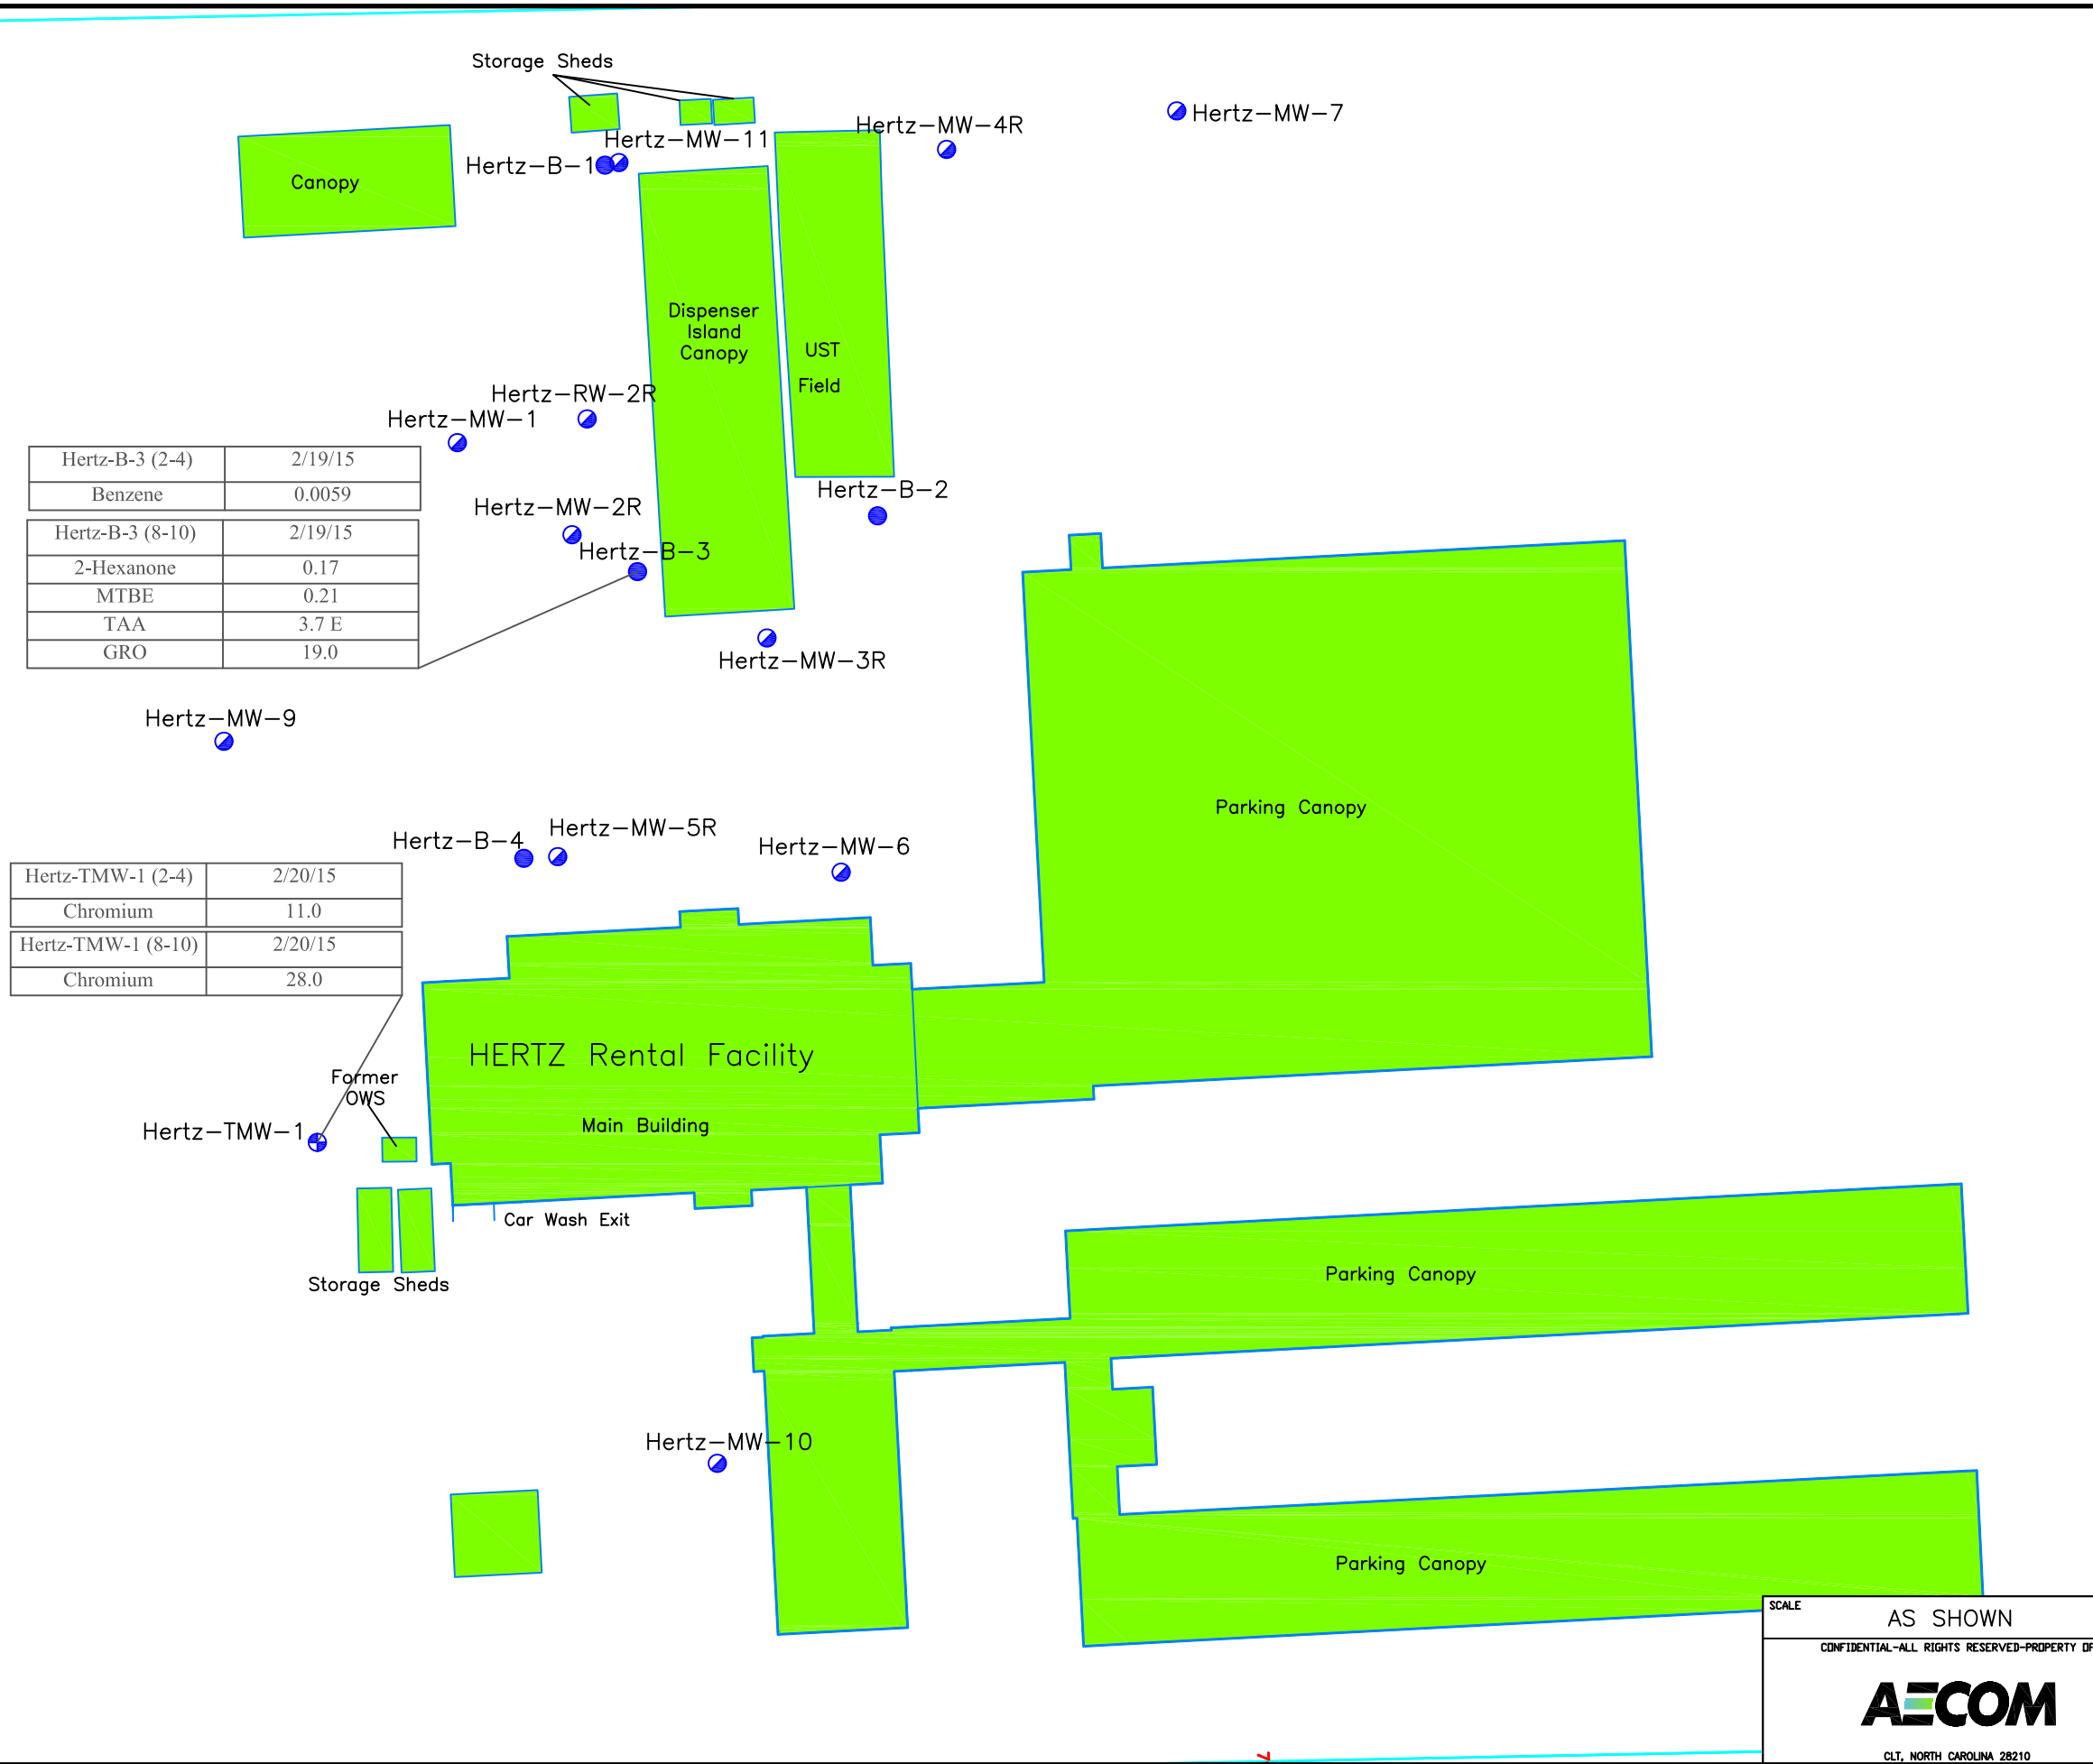 Storage Sheds
Hertz-MW-7
Hertz-MW-4R
Hertz-MW-11
Hertz-B-1
Canopy
Dispenser
Island
Canopy
UST
Field
Hertz-RW-2R
Hertz-MW-1
Hertz-B-3 (2-4) 2/19/15
Benzene 0.0059
Hertz-B-2
Hertz-MW-2R
Hertz-B-3 (8-10) 2/19/15
2-Hexanone 0.17
MTBE 0.21
TAA 3.7 E
GRO 19.0
Hertz-B-3
Hertz-MW-3R
Hertz-MW-9
Parking Canopy
Hertz-B-4
Hertz-MW-5R
Hertz-MW-6
Hertz-TMW-1 (2-4) 2/20/15
Chromium 11.0
Hertz-TMW-1 (8-10) 2/20/15
Chromium 28.0
HERTZ Rental Facility
Former
OWS
Main Building
Hertz-TMW-1
Car Wash Exit
Storage Sheds
Parking Canopy
Hertz-MW-10
Parking Canopy
SCALE
AS SHOWN
CONFIDENTIAL-ALL RIGHTS RESERVED-PROPERTY OF
AECOM
CLT, NORTH CAROLINA 28210